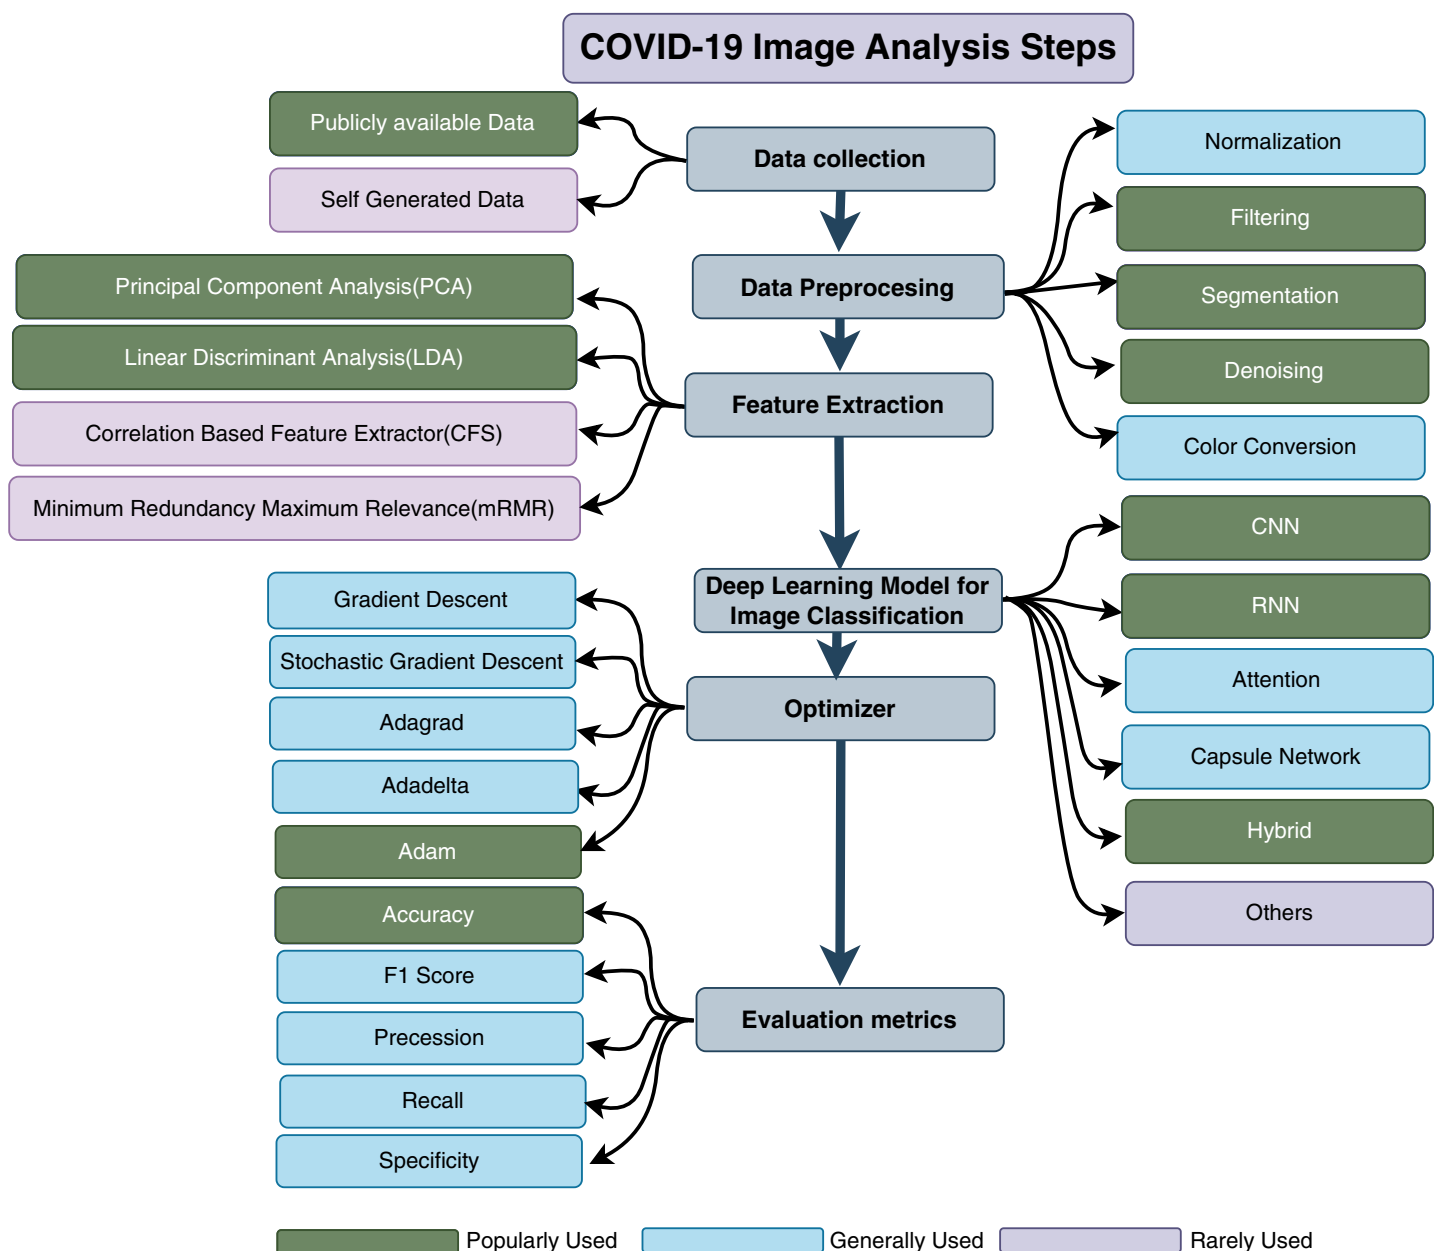 COVID-19 Image Analysis Steps
Data collection
Publicly available Data
Self Generated Data
Data Preprocesing
Normalization
Filtering
Segmentation
Denoising
Color Conversion
Feature Extraction
Principal Component Analysis(PCA)
Linear Discriminant Analysis(LDA)
Correlation Based Feature Extractor(CFS)
Minimum Redundancy Maximum Relevance(mRMR)
Deep Learning Model for
Image Classification
CNN
RNN
Attention
Capsule Network
Hybrid
Others
Optimizer
Gradient Descent
Stochastic Gradient Descent
Adagrad
Adadelta
Adam
Evaluation metrics
Accuracy
F1 Score
Precession
Recall
Specificity
Popularly Used
Generally Used
Rarely Used